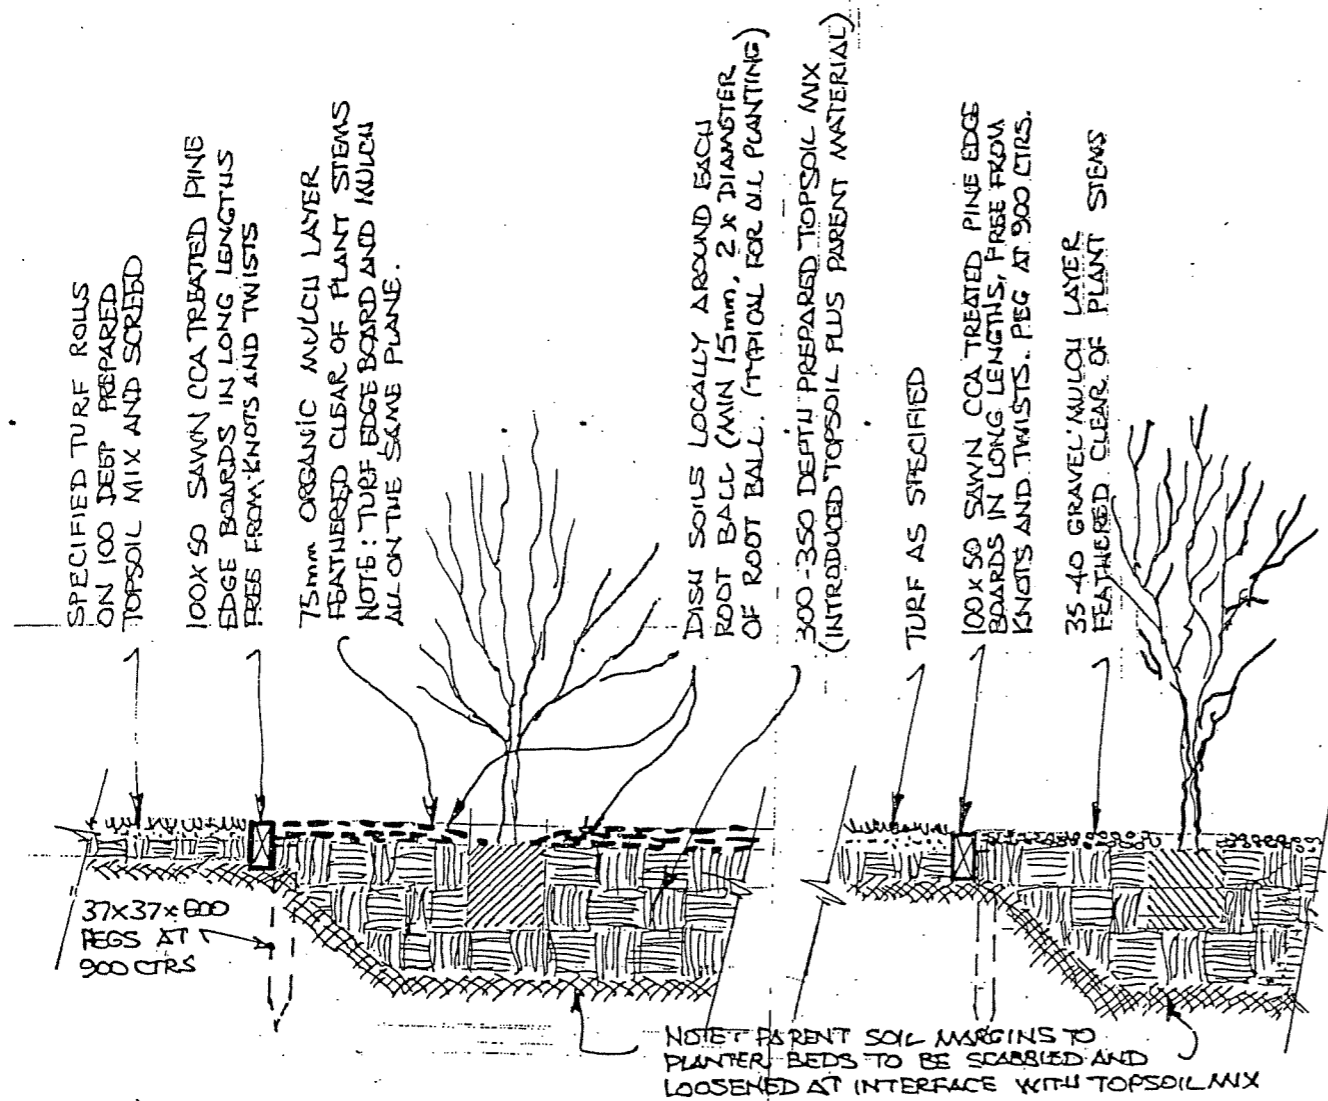 SPECIFIED TURF ROLLS
ON 100 DEEP PREPARED
TOPSOIL MIX AND SCREED
100x50 SAWN CCA TREATED PINE
EDGE BOARDS IN LONG LENGTHS
FREE FROM KNOTS AND TWISTS
75mm ORGANIC MULCH LAYER
FEATHERED CLEAR OF PLANT STEMS
NOTE: TURF EDGE BOARD AND MULCH
ALL ON THE SAME PLANE.
DISH SOILS LOCALLY AROUND EACH
ROOT BALL (MIN 15mm, 2x DIAMETER
OF ROOT BALL. (TYPICAL FOR ALL PLANTING)
300-350 DEPTH PREPARED TOPSOIL MIX
(INTRODUCED TOPSOIL PLUS PARENT MATERIAL)
TURF AS SPECIFIED
100x50 SAWN CCA TREATED PINE EDGE
BOARDS IN LONG LENGTHS, FREE FROM
KNOTS AND TWISTS. PEG AT 900 CTRS.
35-40 GRAVEL MULCH LAYER
FEATHERED CLEAR OF PLANT STEMS
37x37x600
PEGS AT
900 CTRS
NOTE: PARENT SOIL MARGINS TO
PLANTER BEDS TO BE SCABBLED AND
LOOSENED AT INTERFACE WITH TOPSOIL MIX